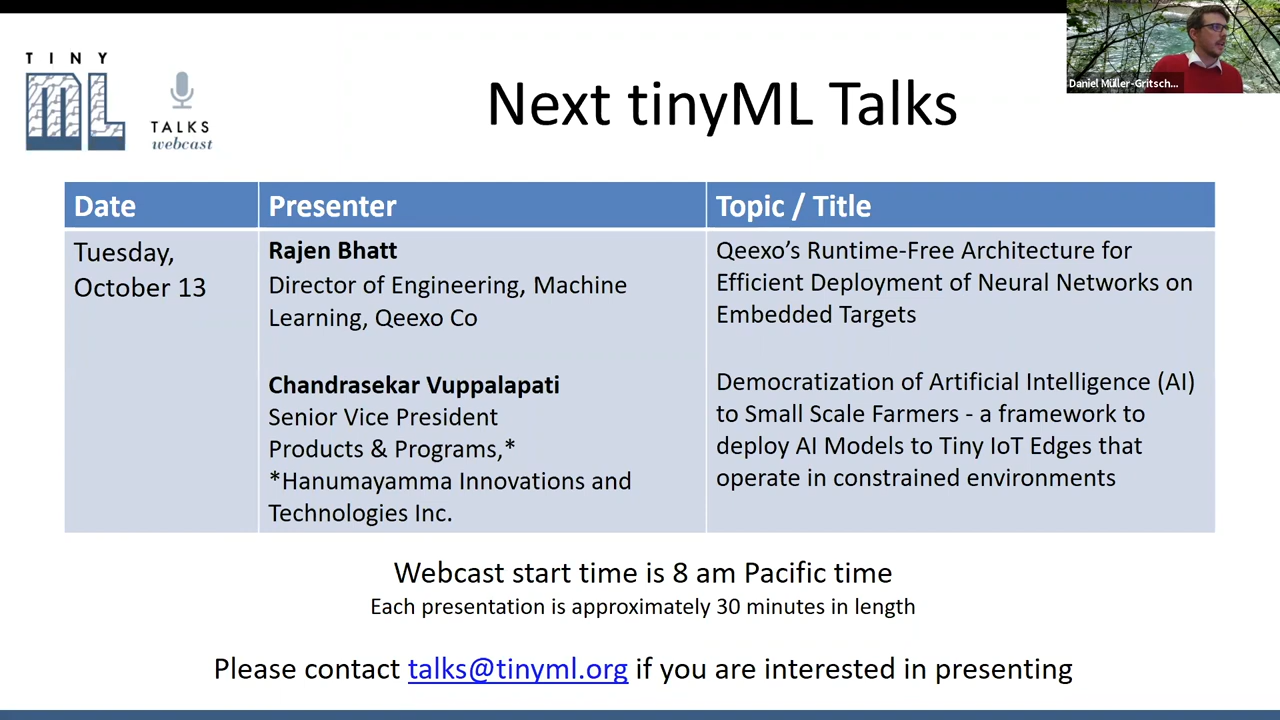 TINY
ML
TALKS
webcast
Daniel Müller-Gritsch...
Next tinyML Talks
Date
Presenter
Topic / Title
Tuesday,
October 13
Rajen Bhatt
Director of Engineering, Machine
Learning, Qeexo Co
Chandrasekar Vuppalapati
Senior Vice President
Products & Programs,*
*Hanumayamma Innovations and
Technologies Inc.
Qeexo’s Runtime-Free Architecture for
Efficient Deployment of Neural Networks on
Embedded Targets
Democratization of Artificial Intelligence (AI)
to Small Scale Farmers - a framework to
deploy AI Models to Tiny IoT Edges that
operate in constrained environments
Webcast start time is 8 am Pacific time
Each presentation is approximately 30 minutes in length
Please contact talks@tinyml.org if you are interested in presenting